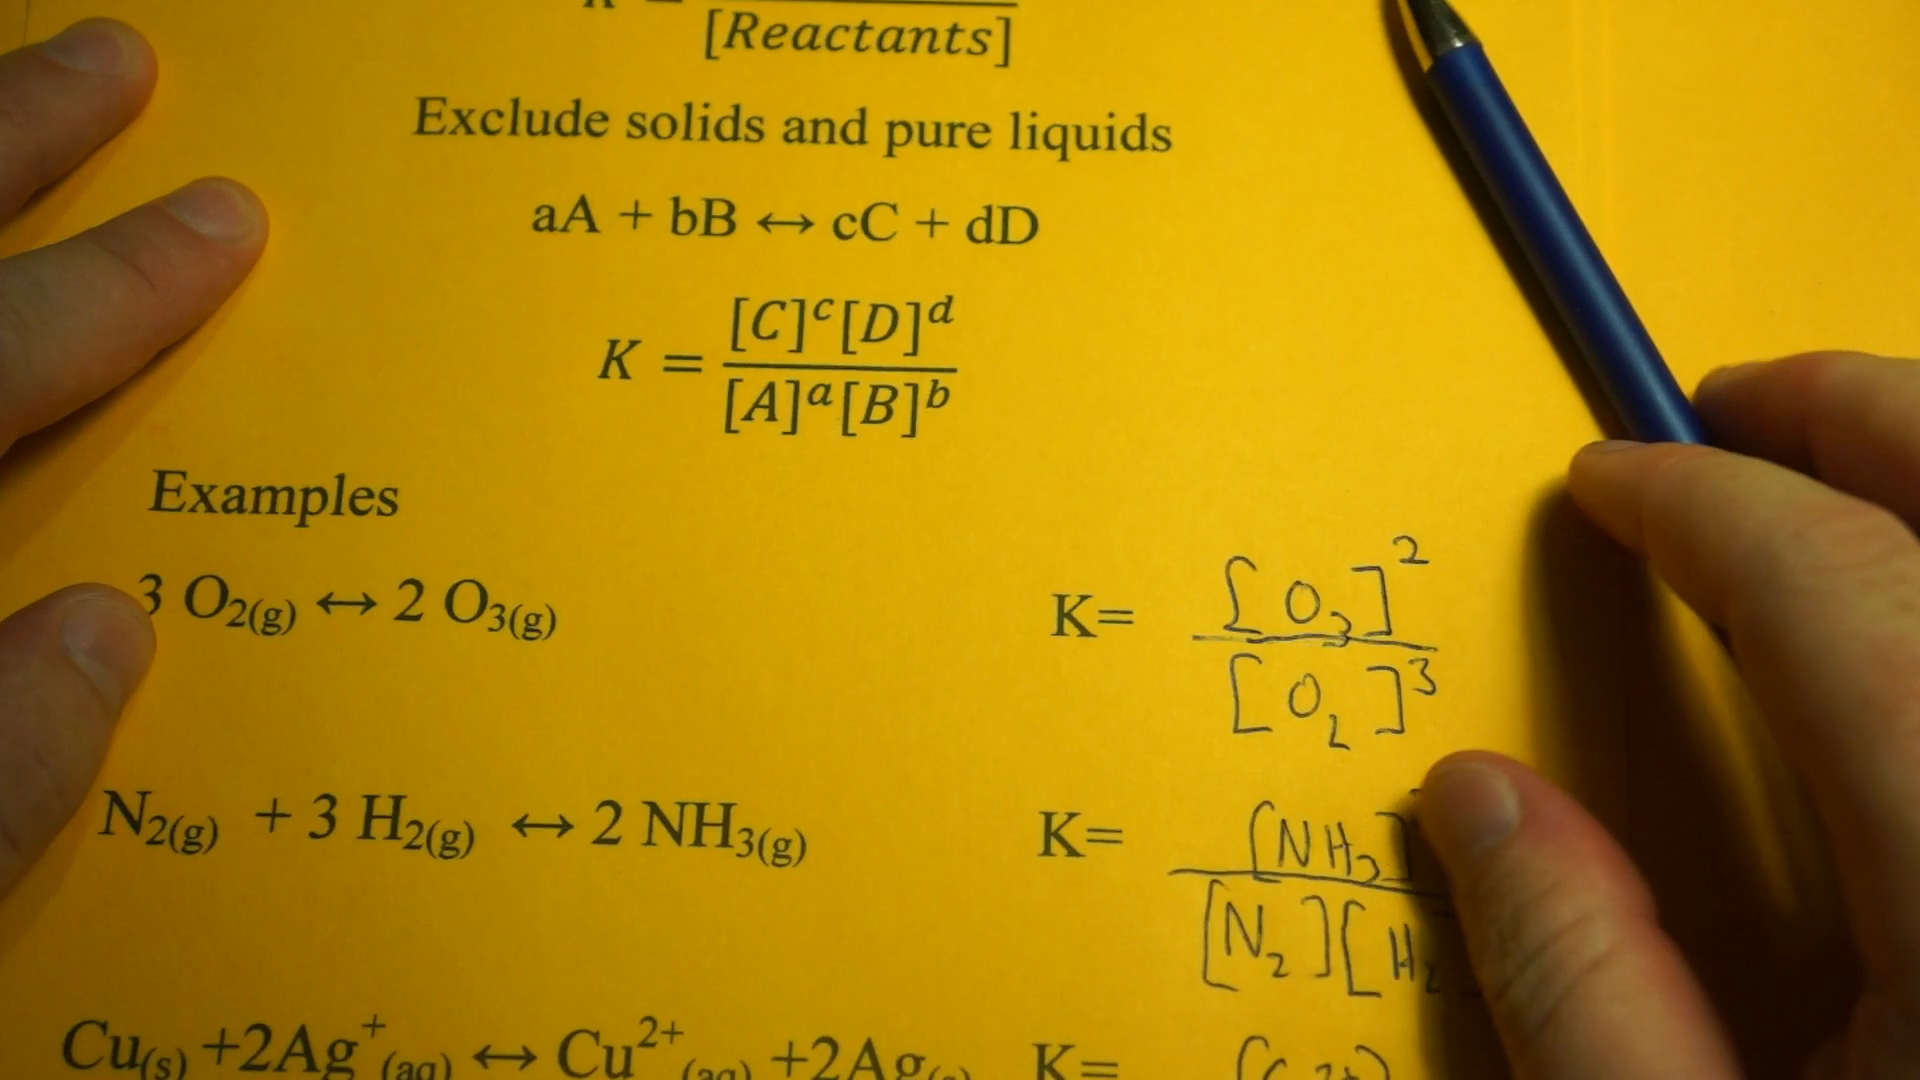 [Reactants]
Exclude solids and pure liquids
aA + bB ↔ cC + dD
K = [C]ᶜ[D]ᵈ / [A]ᵃ[B]ᵇ
Examples
3 O₂(g) ↔ 2 O₃(g) K= [O₃]² / [O₂]³
N₂(g) + 3 H₂(g) ↔ 2 NH₃(g) K= [NH₃] / [N₂][H₂
Cu(s) +2Ag⁺(aq) ↔ Cu²⁺(aq) +2Ag K=